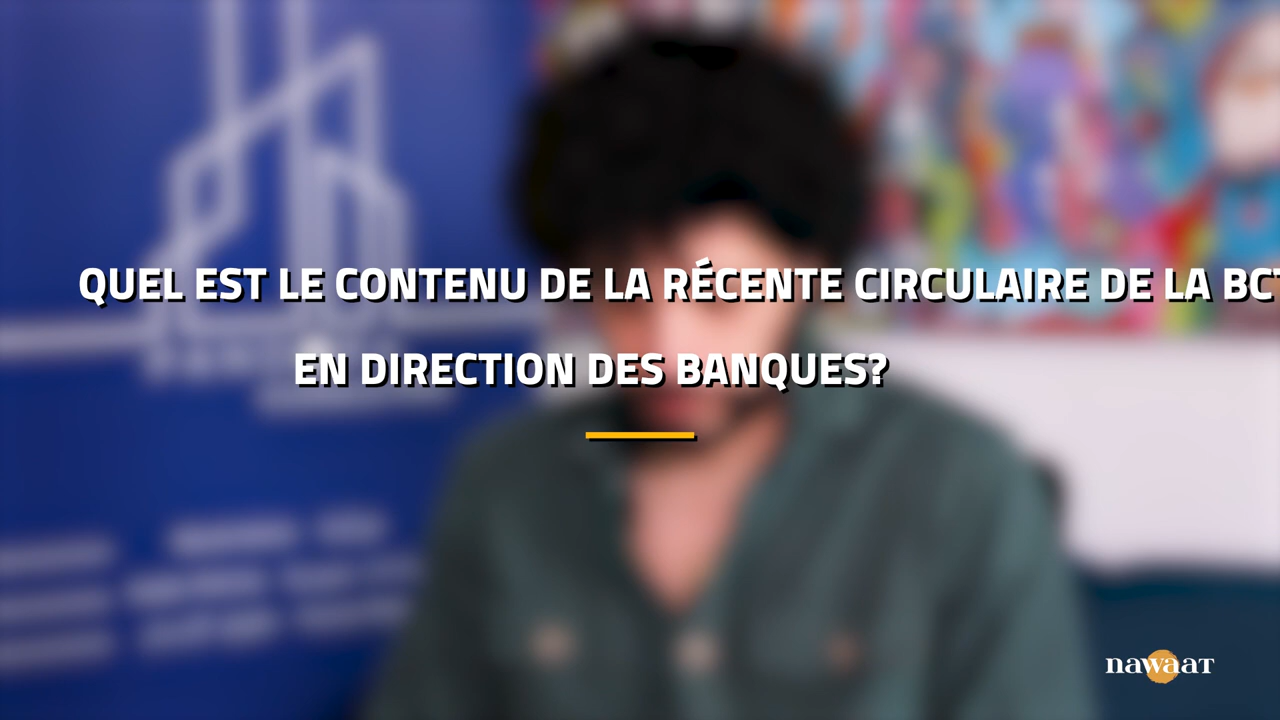 QUEL EST LE CONTENU DE LA RÉCENTE CIRCULAIRE DE LA BCT
EN DIRECTION DES BANQUES?
nawaat